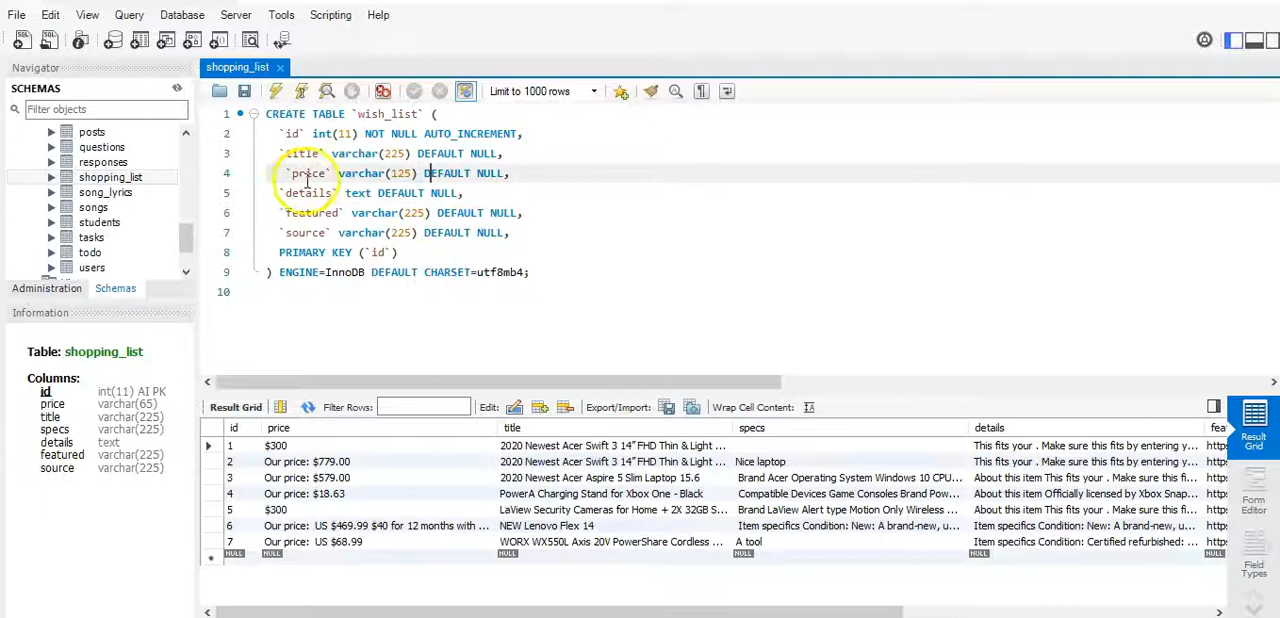 File Edit View Query Database Server Tools Scripting Help
Navigator
shopping_list ×
SCHEMAS
Filter objects
Limit to 1000 rows
posts
questions
responses
shopping_list
song_lyrics
songs
students
tasks
todo
users
Administration Schemas
1 CREATE TABLE `wish_list` (
2 `id` int(11) NOT NULL AUTO_INCREMENT,
3 `title` varchar(225) DEFAULT NULL,
4 `price` varchar(125) DEFAULT NULL,
5 `details` text DEFAULT NULL,
6 `featured` varchar(225) DEFAULT NULL,
7 `source` varchar(225) DEFAULT NULL,
8 PRIMARY KEY (`id`)
9 ) ENGINE=InnoDB DEFAULT CHARSET=utf8mb4;
10
Information
Table: shopping_list
Columns:
id int(11) AI PK
price varchar(65)
title varchar(225)
specs varchar(225)
details text
featured varchar(225)
source varchar(225)
Result Grid Filter Rows: Edit: Export/Import: Wrap Cell Content:
id price title specs details
1 $300 2020 Newest Acer Swift 3 14" FHD Thin & Light ... This fits your . Make sure this fits by entering y... http
2 Our price: $779.00 2020 Newest Acer Swift 3 14" FHD Thin & Light ... Nice laptop This fits your . Make sure this fits by entering y... http
3 Our price: $579.00 2020 Newest Acer Aspire 5 Slim Laptop 15.6 Brand Acer Operating System Windows 10 CPU... About this item This fits your . Make sure this fi... http
4 Our price: $18.63 PowerA Charging Stand for Xbox One - Black Compatible Devices Game Consoles Brand Pow... About this item Officially licensed by Xbox Snap... http
5 $300 LaView Security Cameras for Home + 2X 32GB S... Brand LaView Alert type Motion Only Wireless ... About this item This fits your . Make sure this fi... http
6 Our price: US $469.99 $40 for 12 months with ... NEW Lenovo Flex 14 Item specifics Condition: New: A brand-new, u... Item specifics Condition: New: A brand-new, u... http
7 Our price: US $68.99 WORX WX550L Axis 20V PowerShare Cordless ... A tool Item specifics Condition: Certified refurbished: ... http
NULL NULL NULL NULL NULL NULL
Result
Grid
Form
Editor
Field
Types